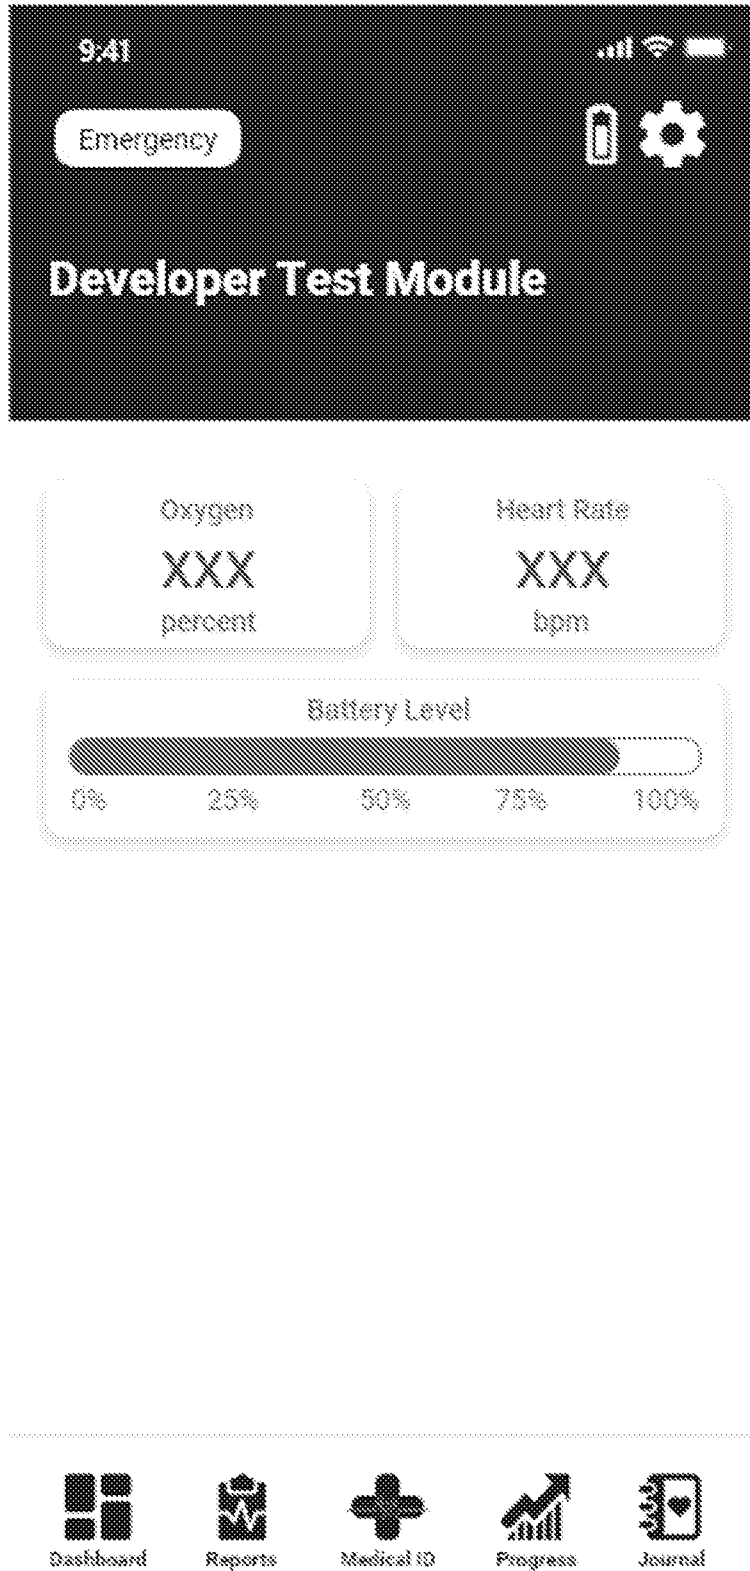 9:41
Emergency
Developer Test Module
Oxygen Heart Rate
XXX XXX
percent bpm
Battery Level
0% 25% 50% 75% 100%
Dashboard Reports Medical ID Progress Journal